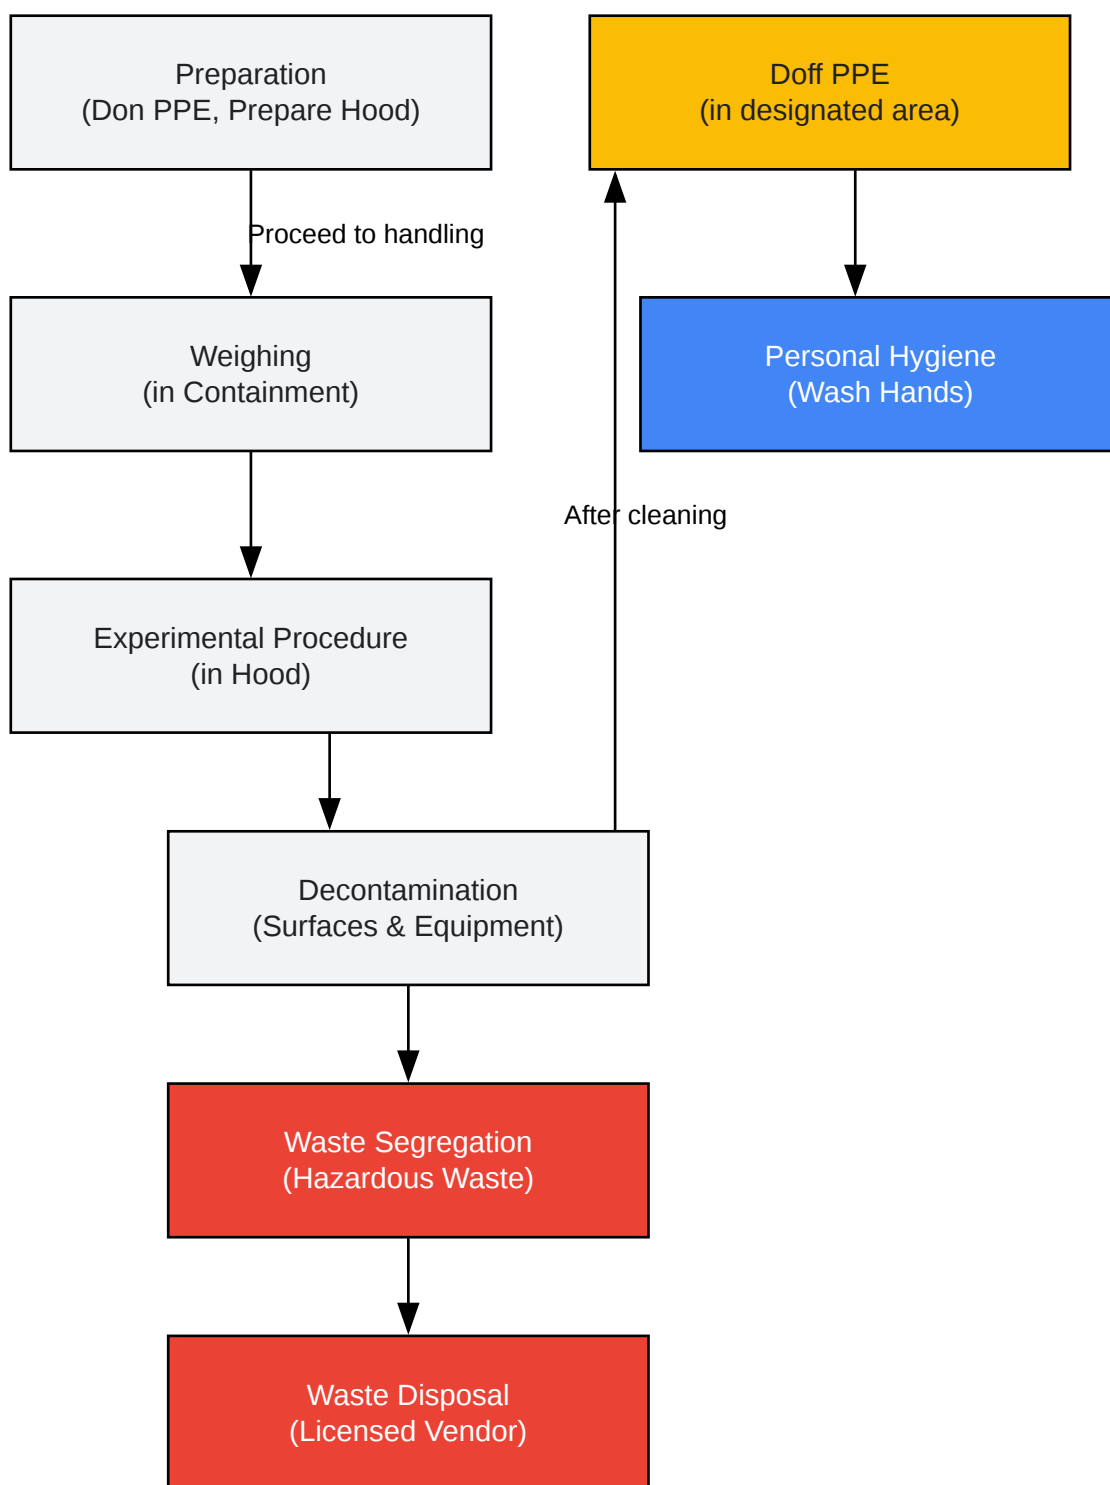 Preparation
(Don PPE, Prepare Hood)
Doff PPE
(in designated area)
Proceed to handling
Weighing
(in Containment)
Personal Hygiene
(Wash Hands)
After cleaning
Experimental Procedure
(in Hood)
Decontamination
(Surfaces & Equipment)
Waste Segregation
(Hazardous Waste)
Waste Disposal
(Licensed Vendor)